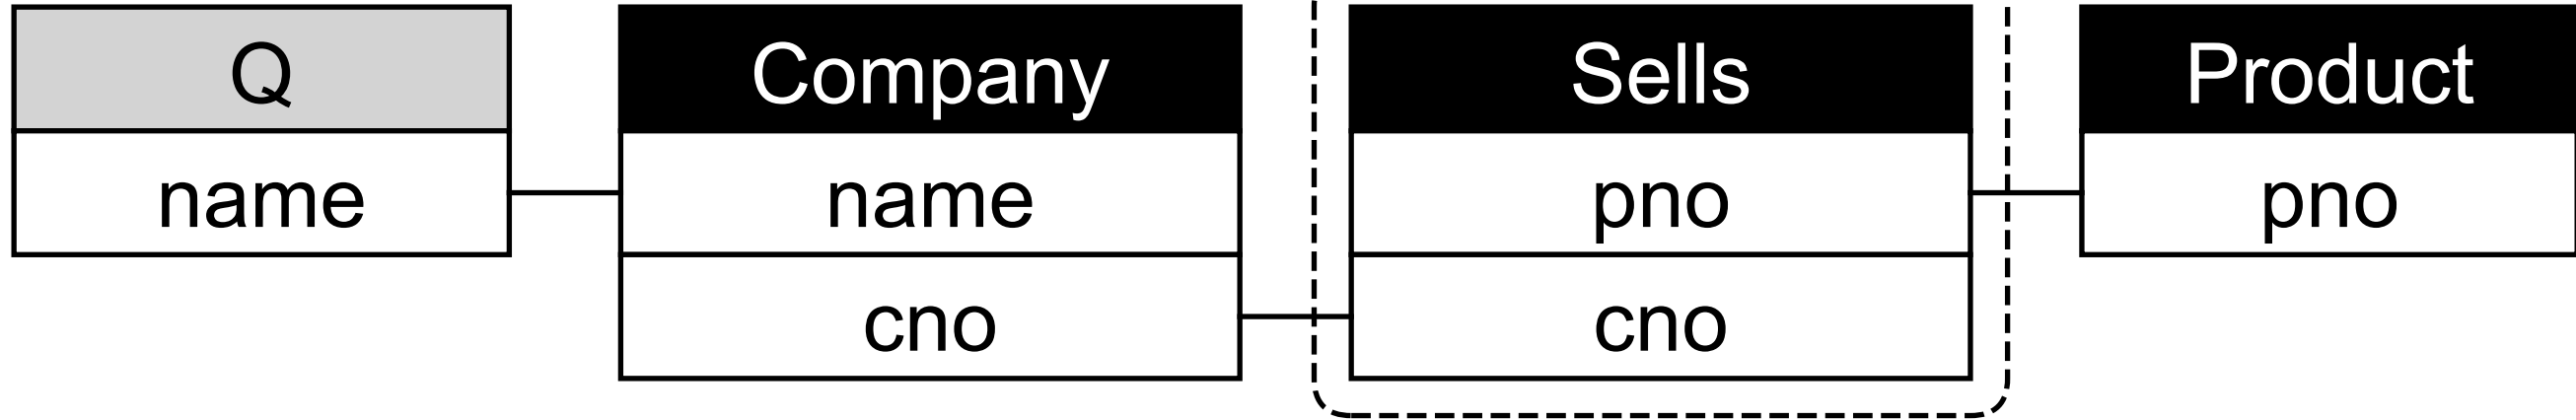 Q
name
Company
name
cno
Sells
pno
cno
Product
pno